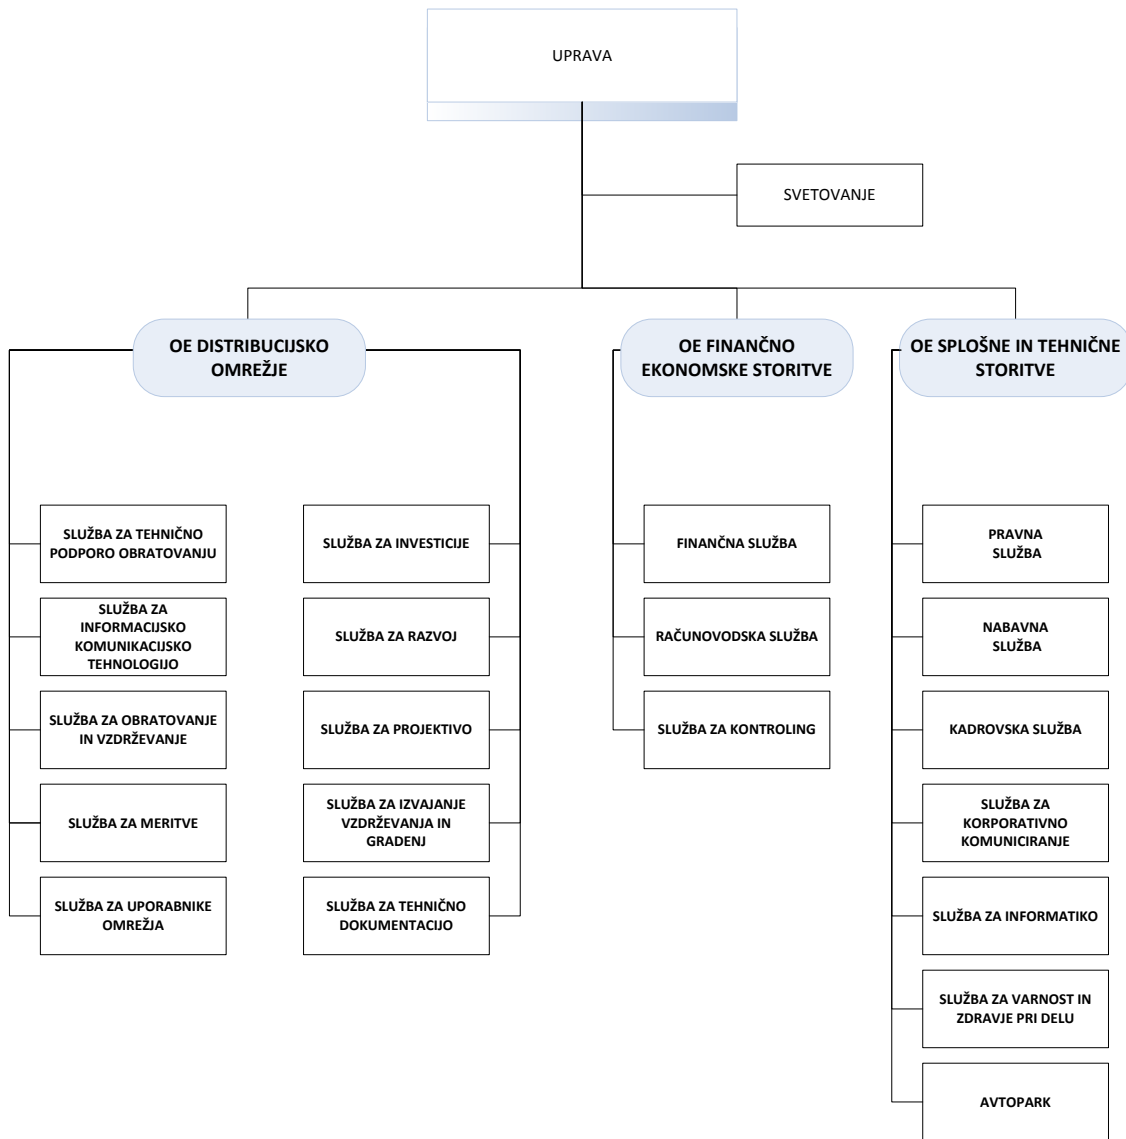 UPRAVA
SVETOVANJE
OE DISTRIBUCIJSKO
OMREŽJE
OE FINANČNO
EKONOMSKE STORITVE
OE SPLOŠNE IN TEHNIČNE
STORITVE
SLUŽBA ZA TEHNIČNO
PODPORO OBRATOVANJU
SLUŽBA ZA
INFORMACIJSKO
KOMUNIKACIJSKO
TEHNOLOGIJO
SLUŽBA ZA OBRATOVANJE
IN VZDRŽEVANJE
SLUŽBA ZA MERITVE
SLUŽBA ZA UPORABNIKE
OMREŽJA
SLUŽBA ZA INVESTICIJE
SLUŽBA ZA RAZVOJ
SLUŽBA ZA PROJEKTIVO
SLUŽBA ZA IZVAJANJE
VZDRŽEVANJA IN
GRADENJ
SLUŽBA ZA TEHNIČNO
DOKUMENTACIJO
FINANČNA SLUŽBA
RAČUNOVODSKA SLUŽBA
SLUŽBA ZA KONTROLING
PRAVNA
SLUŽBA
NABAVNA
SLUŽBA
KADROVSKA SLUŽBA
SLUŽBA ZA
KORPORATIVNO
KOMUNICIRANJE
SLUŽBA ZA INFORMATIKO
SLUŽBA ZA VARNOST IN
ZDRAVJE PRI DELU
AVTOPARK